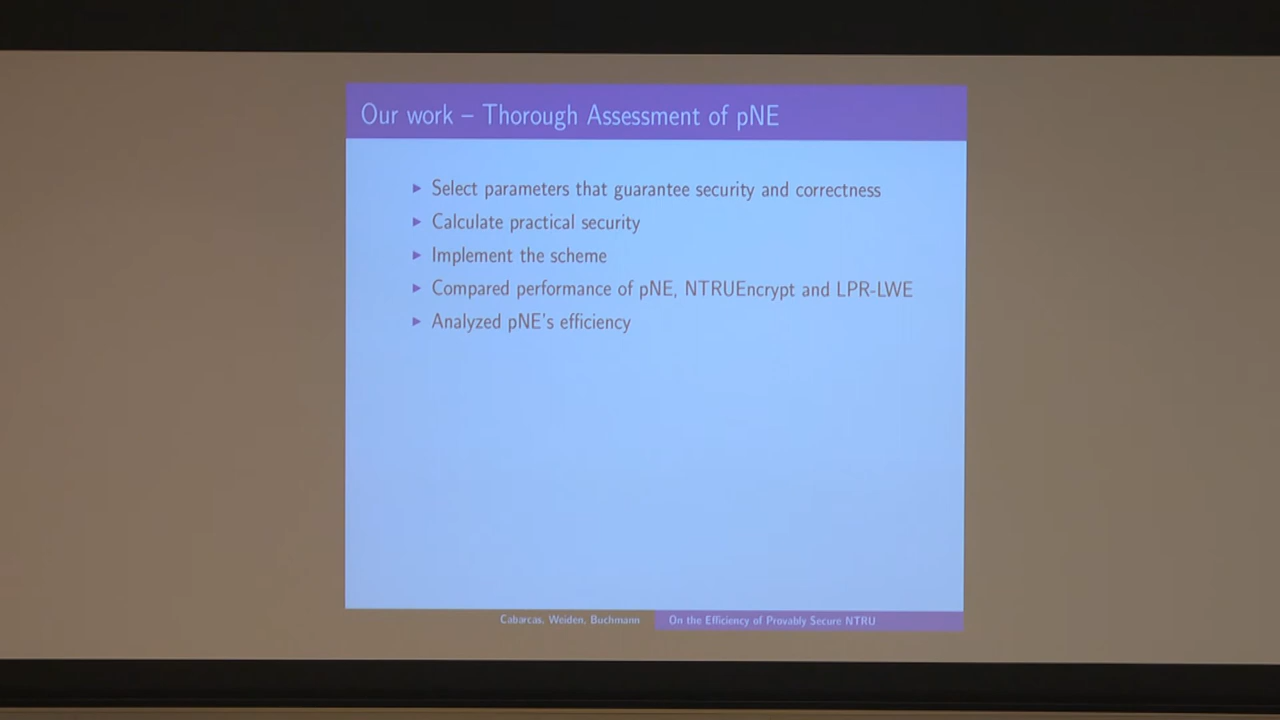 Our work – Thorough Assessment of pNE
▶ Select parameters that guarantee security and correctness
▶ Calculate practical security
▶ Implement the scheme
▶ Compared performance of pNE, NTRUEncrypt and LPR-LWE
▶ Analyzed pNE's efficiency
Cabarcas, Weiden, Buchmann
On the Efficiency of Provably Secure NTRU